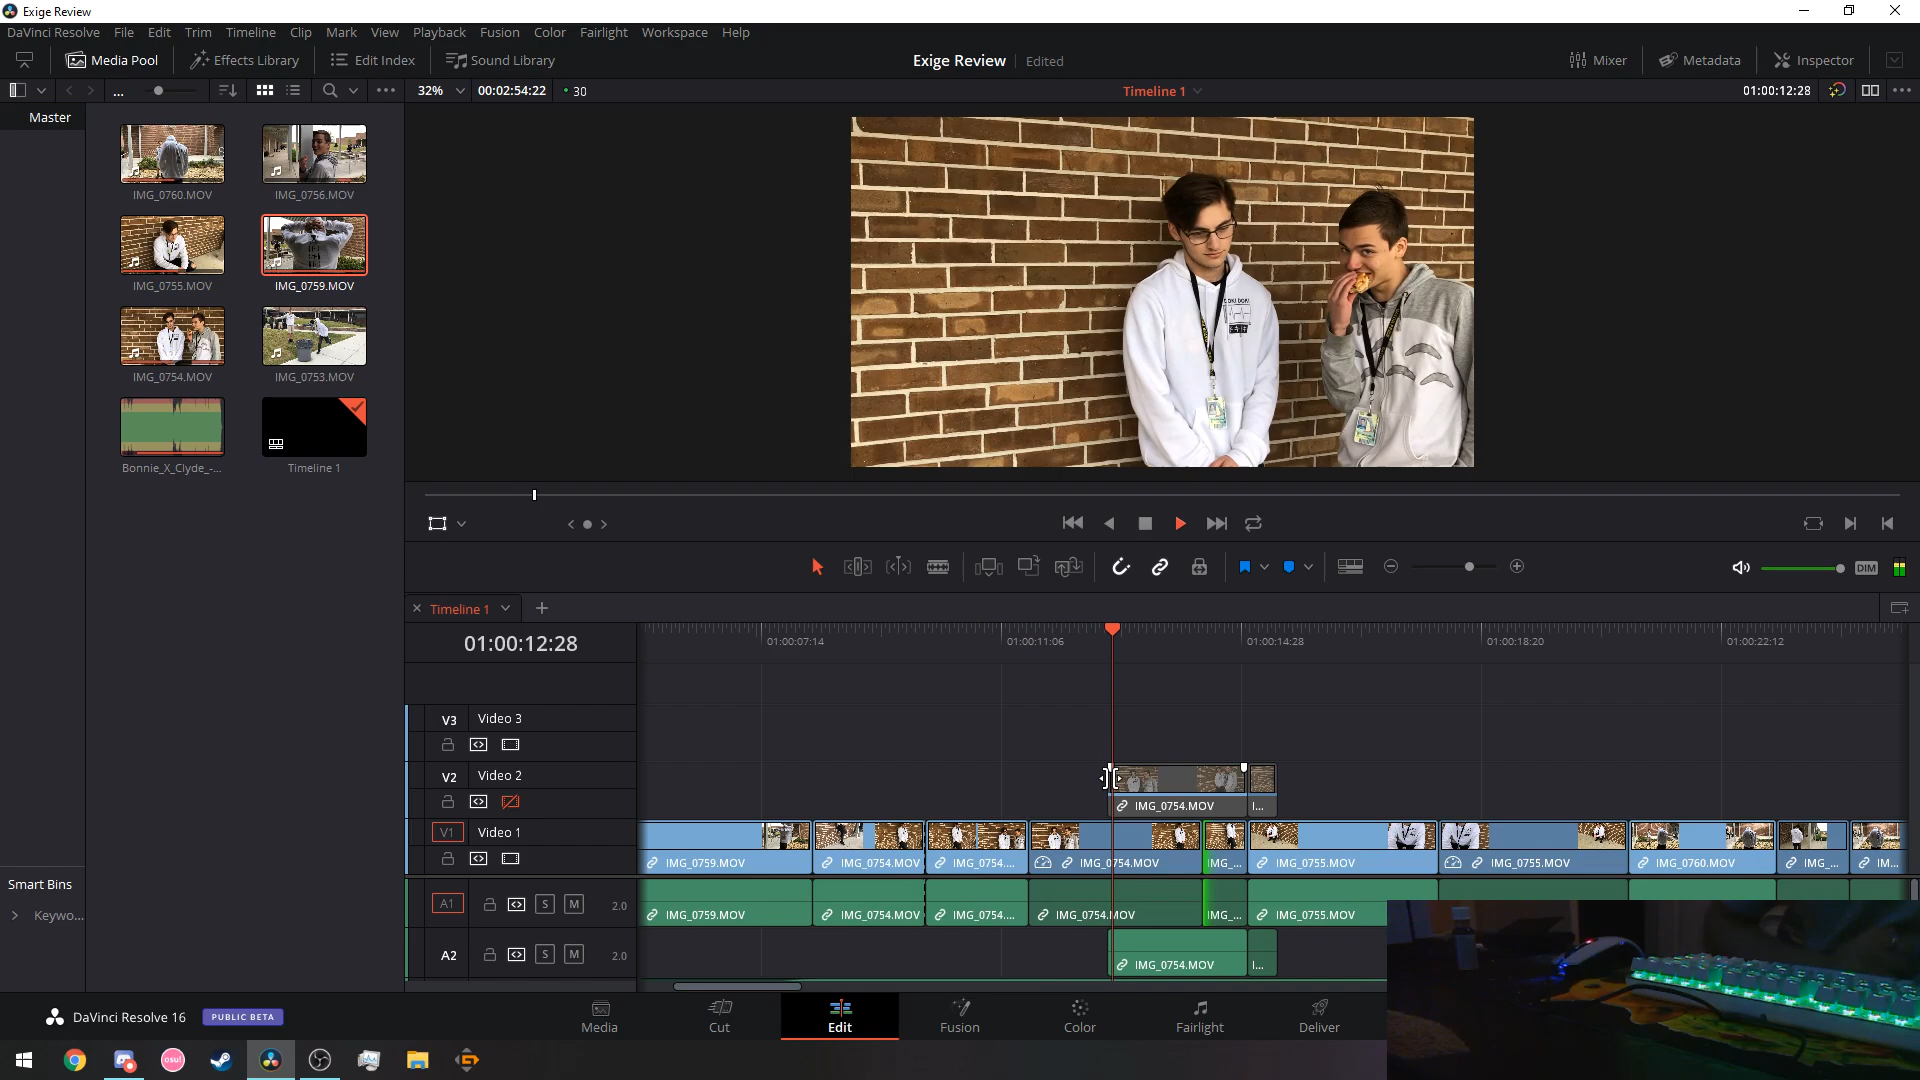 Exige Review
DaVinci Resolve File Edit Trim Timeline Clip Mark View Playback Fusion Color Fairlight Workspace Help
Media Pool Effects Library Edit Index Sound Library Exige Review Edited Mixer Metadata Inspector
... 32% 00:02:54:22 30 Timeline 1 01:00:12:28
Master
IMG_0760.MOV IMG_0756.MOV
IMG_0755.MOV IMG_0759.MOV
IMG_0754.MOV IMG_0753.MOV
Bonnie_X_Clyde_-... Timeline 1
DIM
Timeline 1
01:00:12:28 01:00:07:14 01:00:11:06 01:00:14:28 01:00:18:20 01:00:22:12
V3 Video 3
V2 Video 2
IMG_0754.MOV I...
V1 Video 1
IMG_0759.MOV IMG_0754.MOV IMG_0754.... IMG_0754.MOV IMG_... IMG_0755.MOV IMG_0755.MOV IMG_0760.MOV IMG_... IM...
Smart Bins
A1 S M 2.0
Keywo... IMG_0759.MOV IMG_0754.MOV IMG_0754.... IMG_0754.MOV IMG_... IMG_0755.MOV
A2 S M 2.0 IMG_0754.MOV I...
DaVinci Resolve 16 PUBLIC BETA Media Cut Edit Fusion Color Fairlight Deliver
osu!